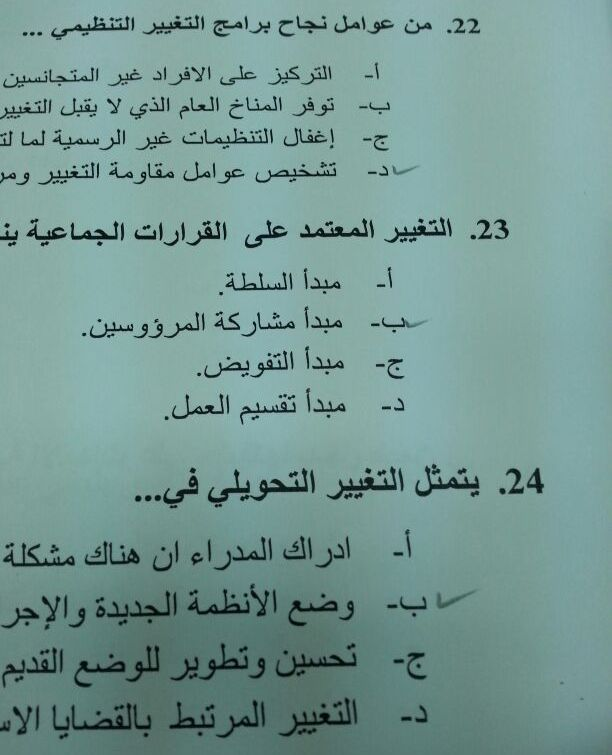 22. من عوامل نجاح برامج التغيير التنظيمي ...
أ- التركيز على الافراد غير المتجانسين
ب- توفر المناخ العام الذي لا يقبل التغيير
ج- إغفال التنظيمات غير الرسمية لما
د- تشخيص عوامل مقاومة التغيير
23. التغيير المعتمد على القرارات الجماعية
أ- مبدأ السلطة.
ب- مبدأ مشاركة المرؤوسين.
ج- مبدأ التفويض.
د- مبدأ تقسيم العمل.
24. يتمثل التغيير التحويلي في...
أ- ادراك المدراء ان هناك مشكلة
ب- وضع الأنظمة الجديدة
ج- تحسين وتطوير للوضع القديم
د- التغيير المرتبط بالقضايا